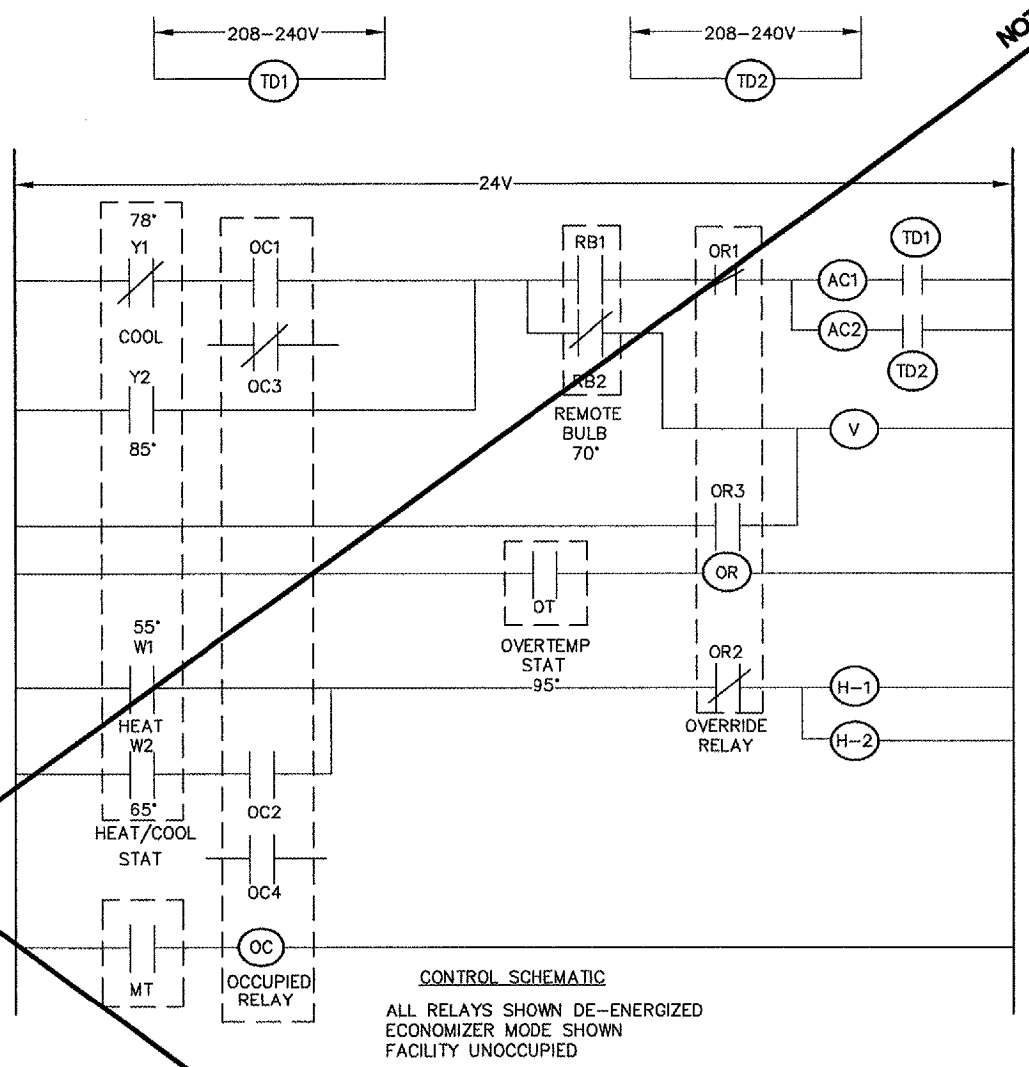 208-240V
208-240V
NOT
TD1
TD2
24V
78°
Y1
OC1
RB1
OR1
TD1
AC1
COOL
OC3
AC2
Y2
RB2
TD2
85°
REMOTE
BULB
70°
V
OR3
OT
OR
OVERTEMP
STAT
95°
55°
W1
OR2
H-1
HEAT
W2
OVERRIDE
RELAY
H-2
65°
OC2
HEAT/COOL
STAT
OC4
MT
OC
OCCUPIED
RELAY
CONTROL SCHEMATIC
ALL RELAYS SHOWN DE-ENERGIZED
ECONOMIZER MODE SHOWN
FACILITY UNOCCUPIED